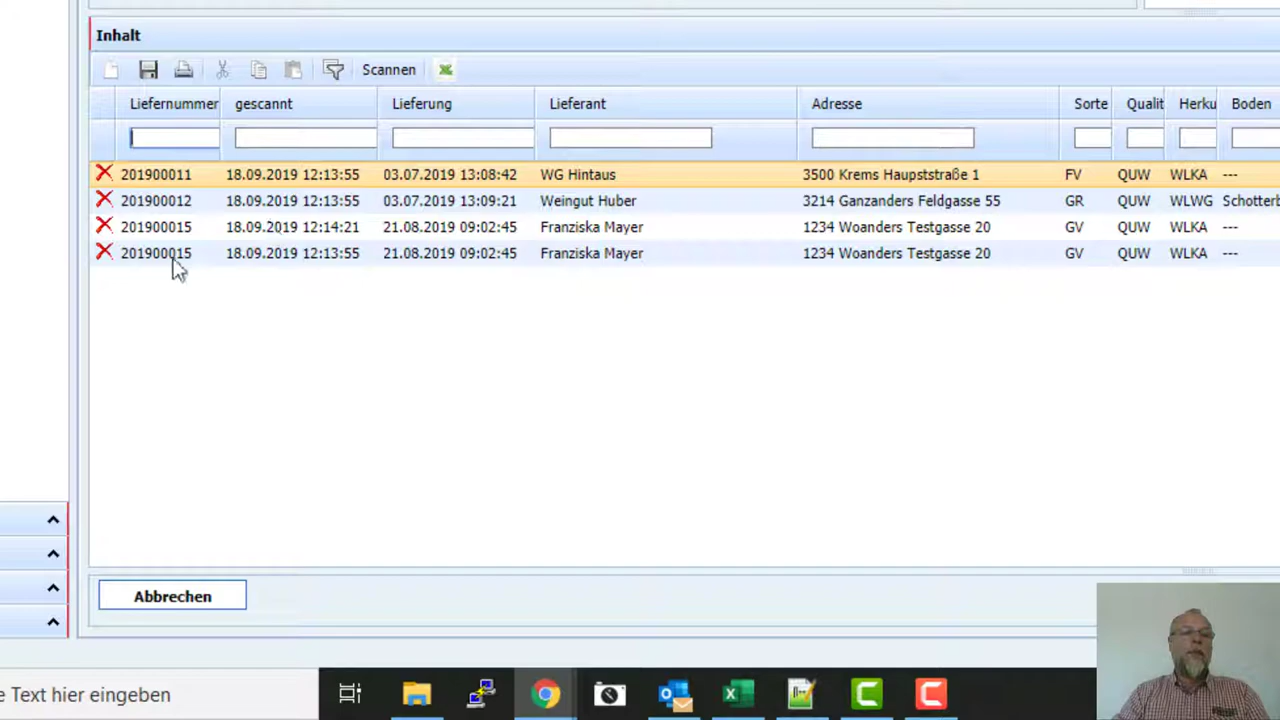 Inhalt
Scannen
Liefernummer gescannt Lieferung Lieferant Adresse Sorte Qualit Herku Boden
201900011 18.09.2019 12:13:55 03.07.2019 13:08:42 WG Hintaus 3500 Krems Haupststraße 1 FV QUW WLKA ---
201900012 18.09.2019 12:13:55 03.07.2019 13:09:21 Weingut Huber 3214 Ganzanders Feldgasse 55 GR QUW WLWG Schotterb
201900015 18.09.2019 12:14:21 21.08.2019 09:02:45 Franziska Mayer 1234 Woanders Testgasse 20 GV QUW WLKA ---
201900015 18.09.2019 12:13:55 21.08.2019 09:02:45 Franziska Mayer 1234 Woanders Testgasse 20 GV QUW WLKA ---
Abbrechen
e Text hier eingeben